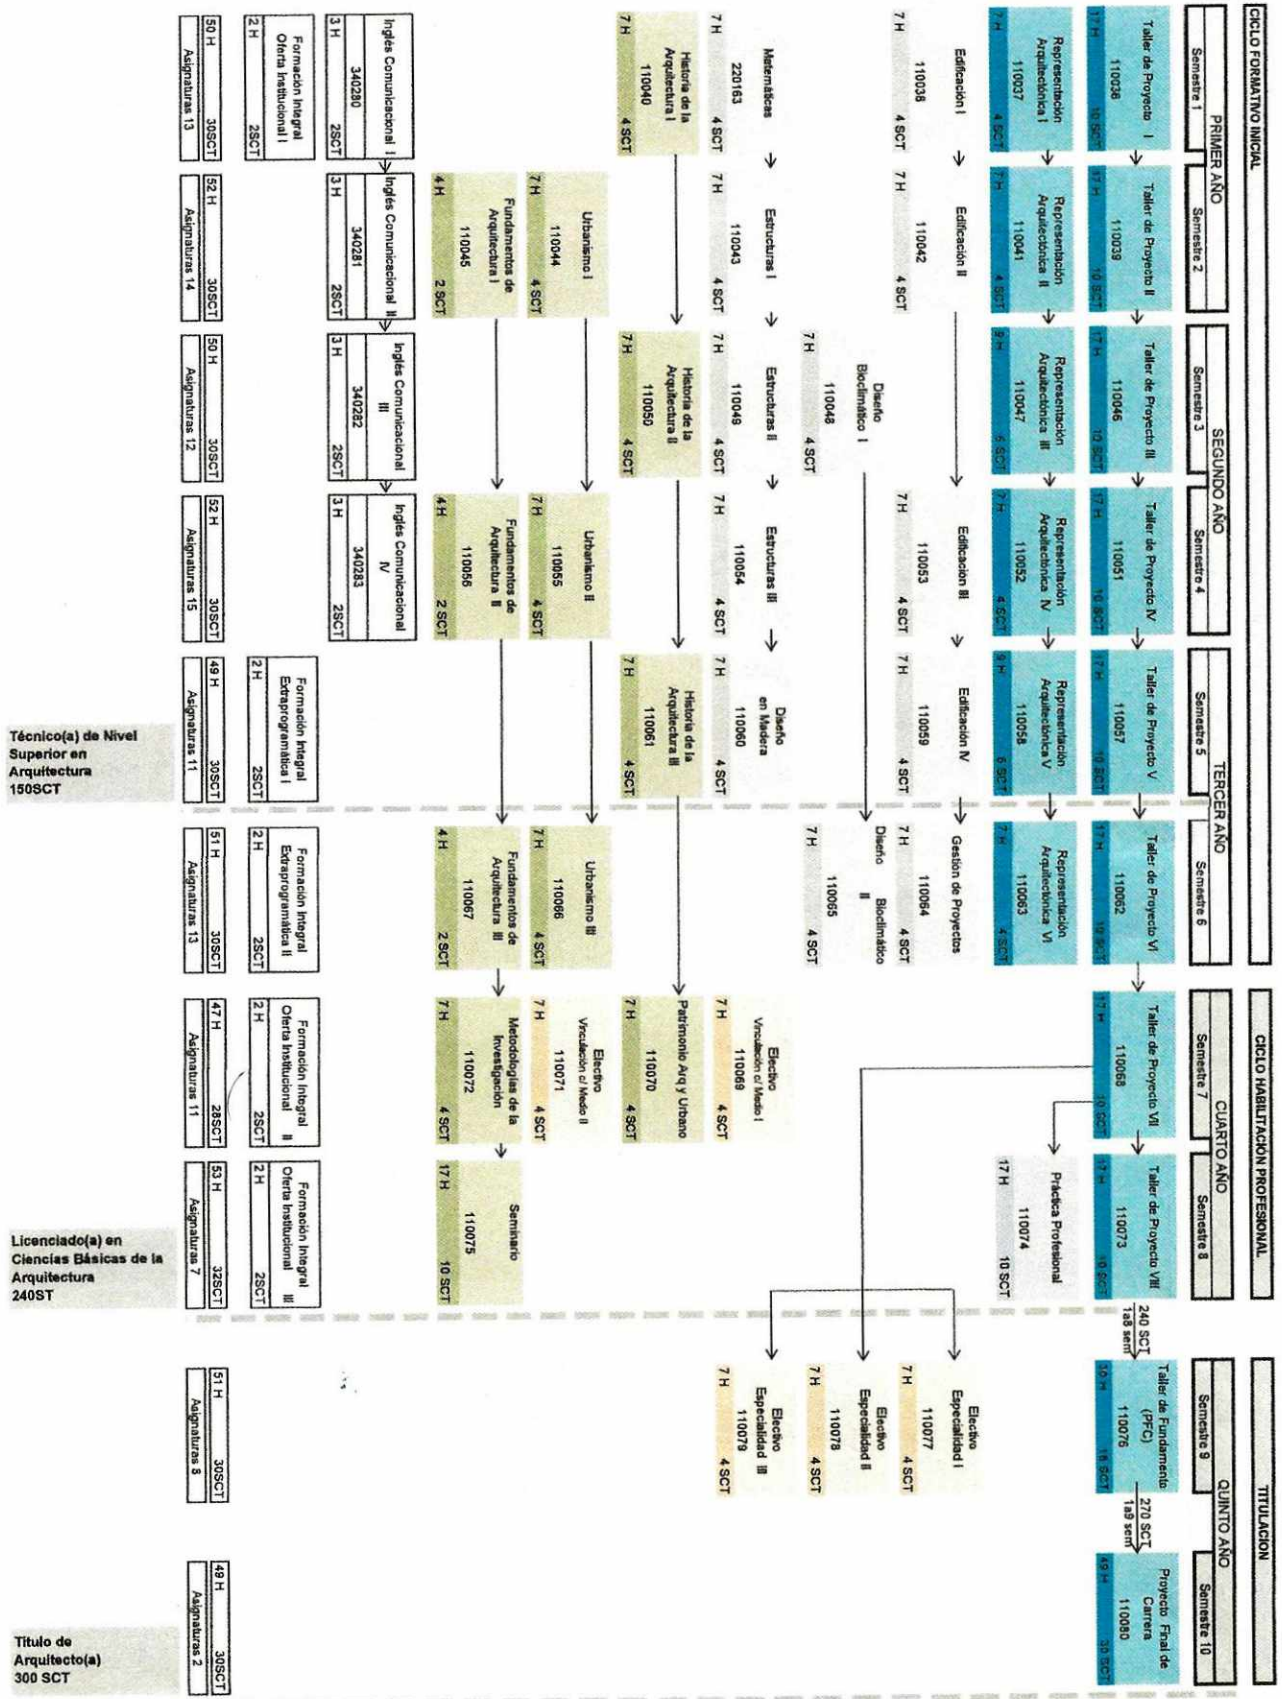 CICLO FORMATIVO INICIAL
CICLO HABILITACIÓN PROFESIONAL
TITULACION
PRIMER AÑO
SEGUNDO AÑO
TERCER AÑO
CUARTO AÑO
QUINTO AÑO
Semestre 1
Semestre 2
Semestre 3
Semestre 4
Semestre 5
Semestre 6
Semestre 7
Semestre 8
Semestre 9
Semestre 10
Taller de Proyecto I
110036
17 H 10 SCT
Taller de Proyecto II
110039
17 H 10 SCT
Taller de Proyecto III
110046
17 H 10 SCT
Taller de Proyecto IV
110051
17 H 10 SCT
Taller de Proyecto V
110057
17 H 10 SCT
Taller de Proyecto VI
110062
17 H 10 SCT
Taller de Proyecto VII
110068
17 H 10 SCT
Taller de Proyecto VIII
110073
17 H 10 SCT
240 SCT
1a8 sem
Taller de Fundamento
(PFC)
110076
18 SCT
270 SCT
1a9 sem
Proyecto Final de
Carrera
110080
49 H 30 SCT
Representación
Arquitectónica I
110037
7 H 4 SCT
Representación
Arquitectónica II
110041
7 H 4 SCT
Representación
Arquitectónica III
110047
9 H 6 SCT
Representación
Arquitectónica IV
110052
7 H 4 SCT
Representación
Arquitectónica V
110058
9 H 6 SCT
Representación
Arquitectónica VI
110063
7 H 4 SCT
Práctica Profesional
110074
17 H 10 SCT
Edificación I
110038
7 H 4 SCT
Edificación II
110042
7 H 4 SCT
Edificación III
110053
7 H 4 SCT
Edificación IV
110059
7 H 4 SCT
Gestión de Proyectos
110064
7 H 4 SCT
Electivo
Especialidad I
110077
7 H 4 SCT
Diseño
Bioclimático I
110048
7 H 4 SCT
Diseño Bioclimático
II
110065
7 H 4 SCT
Electivo
Especialidad II
110078
7 H 4 SCT
Metemáticas
220163
7 H 4 SCT
Estructuras I
110043
7 H 4 SCT
Estructuras II
110049
7 H 4 SCT
Estructuras III
110054
7 H 4 SCT
Diseño
en Madera
110060
7 H 4 SCT
Electivo
Vinculación c/ Medio I
110069
7 H 4 SCT
Electivo
Especialidad III
110079
7 H 4 SCT
Historia de la
Arquitectura I
110040
7 H 4 SCT
Historia de la
Arquitectura II
110050
7 H 4 SCT
Historia de la
Arquitectura III
110061
7 H 4 SCT
Patrimonio Arq y Urbano
110070
7 H 4 SCT
Urbanismo I
110044
7 H 4 SCT
Urbanismo II
110055
7 H 4 SCT
Urbanismo III
110066
7 H 4 SCT
Electivo
Vinculación c/ Medio II
110071
7 H 4 SCT
Fundamentos de
Arquitectura I
110045
4 H 2 SCT
Fundamentos de
Arquitectura II
110056
4 H 2 SCT
Fundamentos de
Arquitectura III
110067
4 H 2 SCT
Metodologías de la
Investigación
110072
7 H 4 SCT
Seminario
110075
17 H 10 SCT
Inglés Comunicacional I
340280
3 H 2SCT
Inglés Comunicacional II
340281
3 H 2SCT
Inglés Comunicacional
III
340282
3 H 2SCT
Inglés Comunicacional
IV
340283
3 H 2SCT
Formación Integral
Oferta Institucional I
2 H 2SCT
Formación Integral
Extraprogramática I
2 H 2SCT
Formación Integral
Extraprogramática II
2 H 2SCT
Formación Integral
Oferta Institucional II
2 H 2SCT
Formación Integral
Oferta Institucional III
2 H 2SCT
50 H 30SCT
Asignaturas 13
52 H 30SCT
Asignaturas 14
50 H 30SCT
Asignaturas 12
52 H 30SCT
Asignaturas 15
49 H 30SCT
Asignaturas 11
51 H 30SCT
Asignaturas 13
47 H 28SCT
Asignaturas 11
53 H 32SCT
Asignaturas 7
51 H 30SCT
Asignaturas 8
49 H 30SCT
Asignaturas 2
Técnico(a) de Nivel
Superior en
Arquitectura
150SCT
Licenciado(a) en
Ciencias Básicas de la
Arquitectura
240ST
Título de
Arquitecto(a)
300 SCT